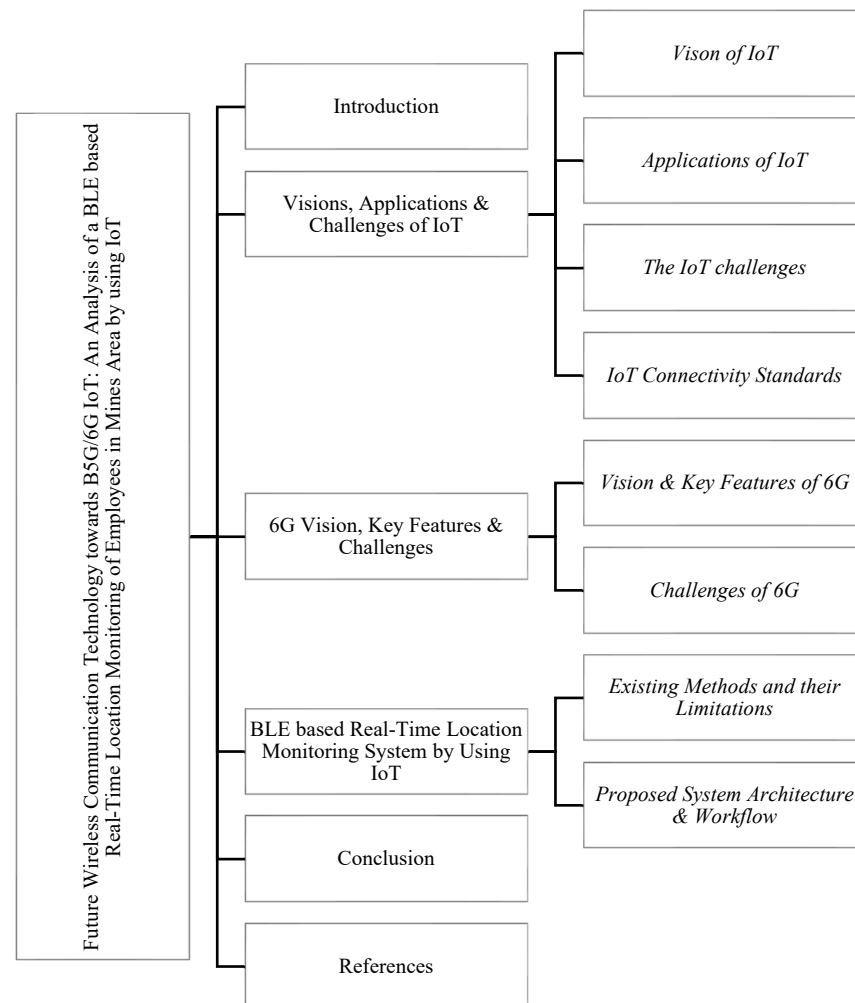 Future Wireless Communication Technology towards B5G/6G IoT: An Analysis of a BLE based
Real-Time Location Monitoring of Employees in Mines Area by using IoT
Introduction
Visions, Applications &
Challenges of IoT
Vison of IoT
Applications of IoT
The IoT challenges
IoT Connectivity Standards
6G Vision, Key Features &
Challenges
Vision & Key Features of 6G
Challenges of 6G
BLE based Real-Time Location
Monitoring System by Using
IoT
Existing Methods and their
Limitations
Proposed System Architecture
& Workflow
Conclusion
References